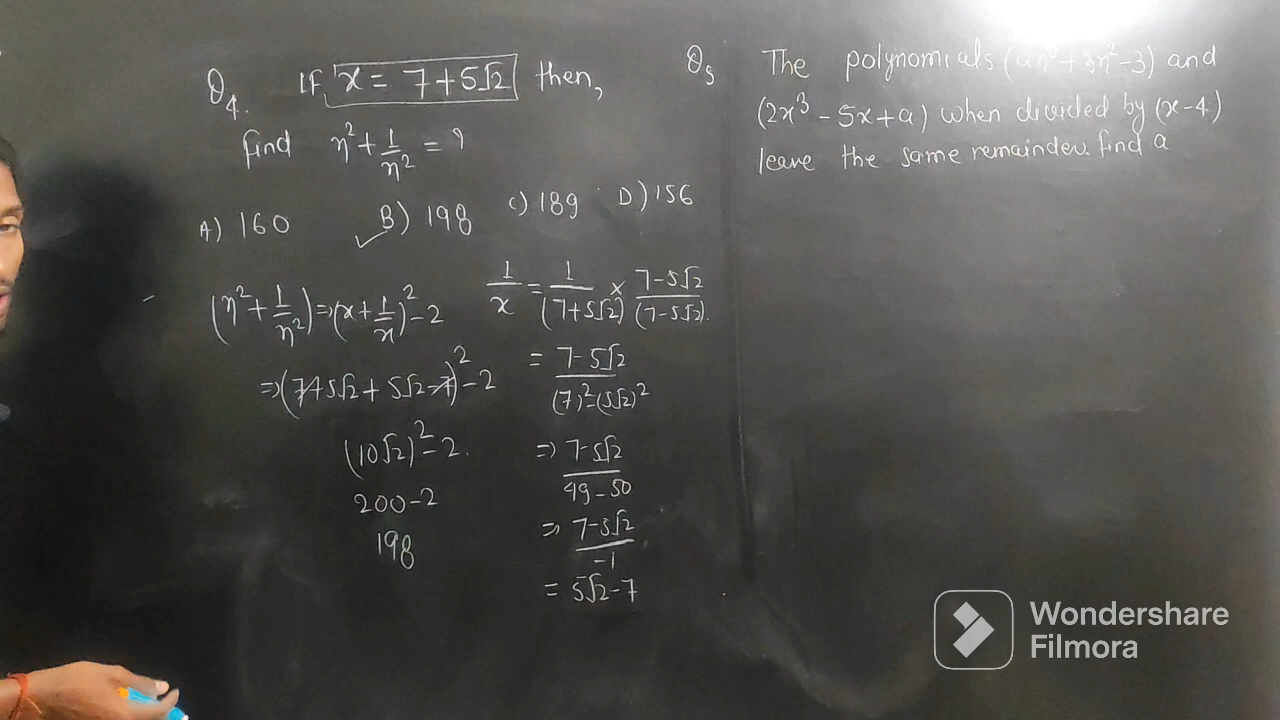 Q4. If x = 7+5√2 then,
find x²+1/x² = ?
A) 160 B) 198 C) 189 D) 156
(x²+1/x²)⇒(x+1/x)²-2
⇒(7+5√2+5√2-7)²-2
(10√2)²-2
200-2
198
1/x = 1/(7+5√2) × 7-5√2/(7-5√2)
= 7-5√2/(7)²-(5√2)²
⇒ 7-5√2/49-50
⇒ 7-5√2/-1
= 5√2-7
Q5 The polynomials (ax³+3x²-3) and
(2x³-5x+a) when divided by (x-4)
leave the same remainder. find a
Wondershare
Filmora